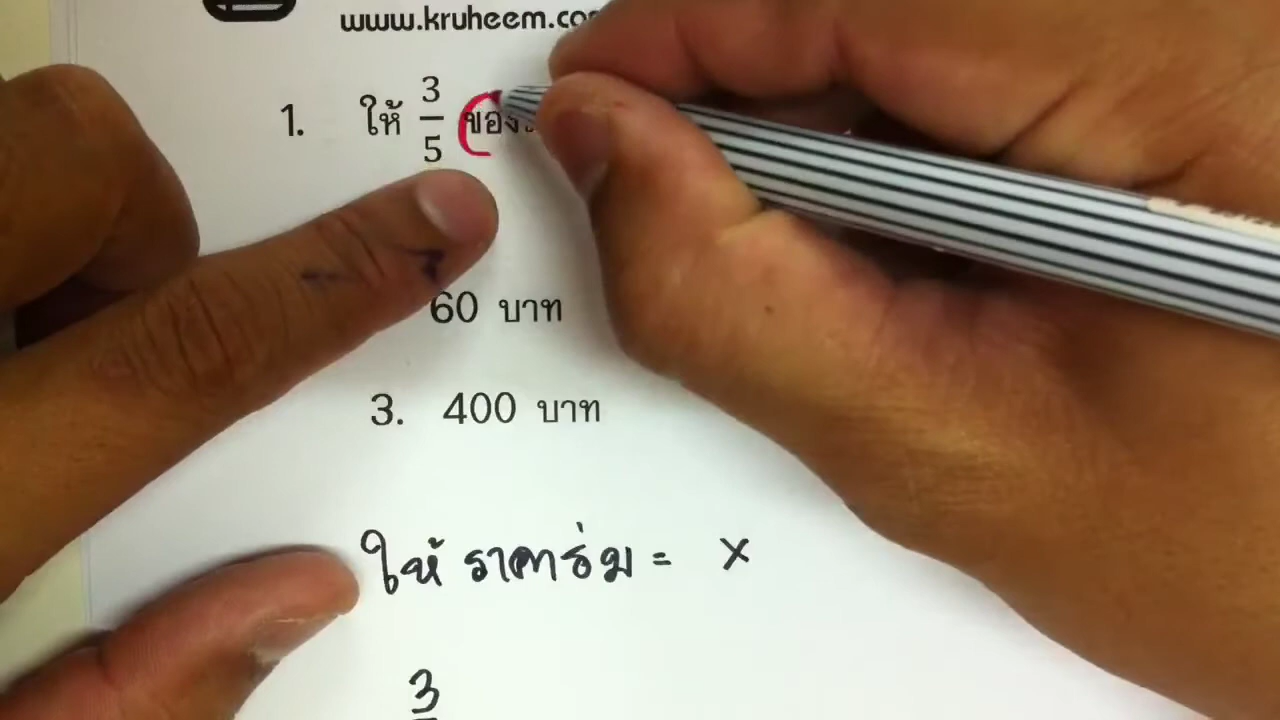 www.kruheem.co
1. ให้ 3/5 ของ
60 บาท
3. 400 บาท
ให้ ราคาร่ม = x
3